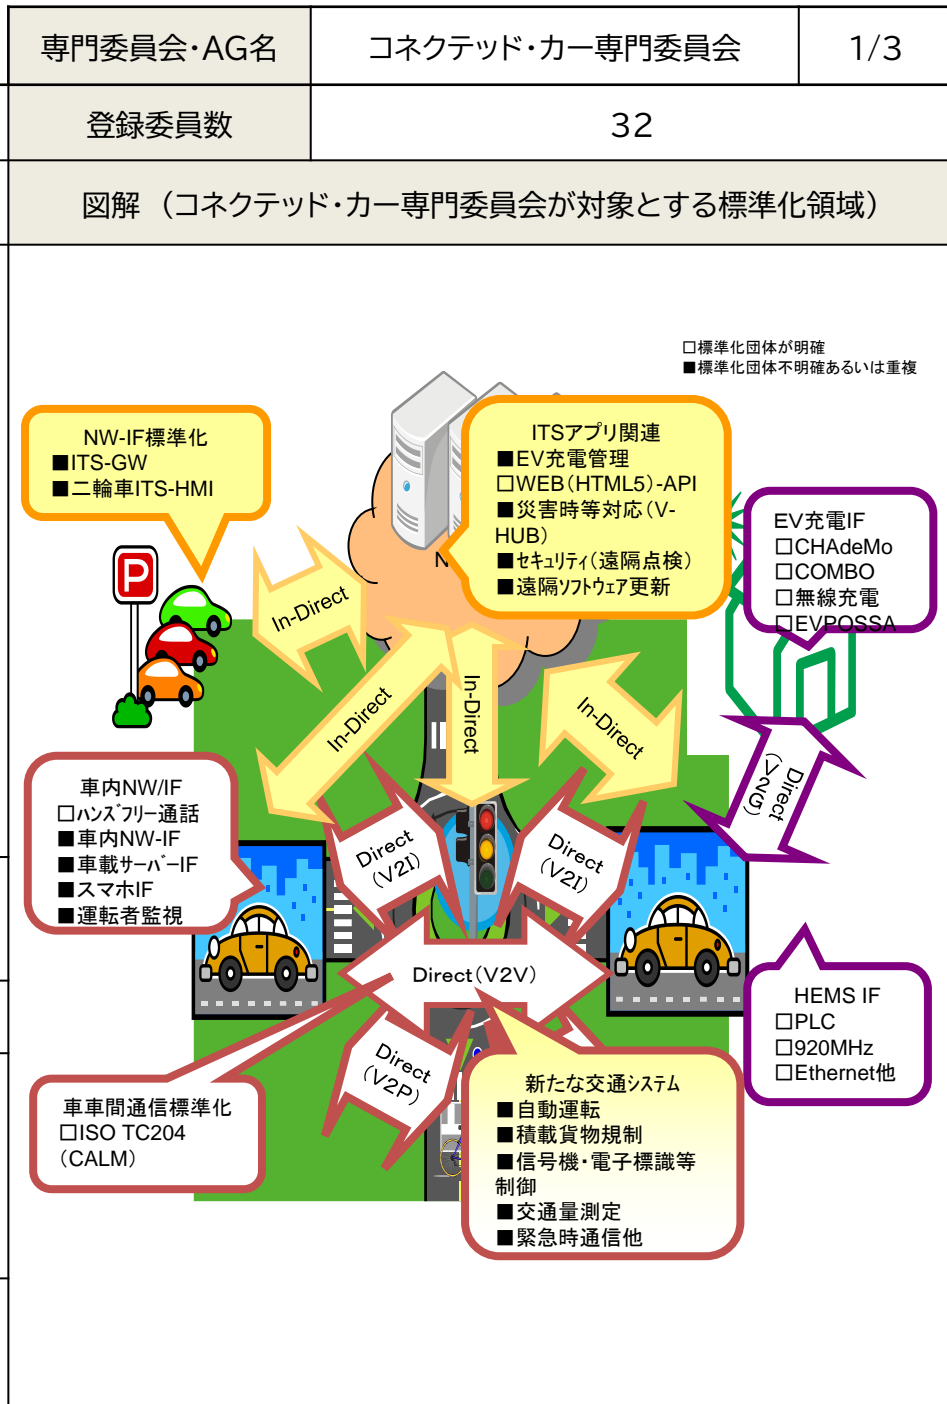 専門委員会・AG名
コネクテッド・カー専門委員会
1/3
登録委員数
32
図解 (コネクテッド・カー専門委員会が対象とする標準化領域)
□標準化団体が明確
■標準化団体不明確あるいは重複
NW-IF標準化
■ITS-GW
■二輪車ITS-HMI
ITSアプリ関連
■EV充電管理
□WEB(HTML5)-API
■災害時等対応(V-
HUB)
■セキュリティ(遠隔点検)
■遠隔ソフトウェア更新
N
EV充電IF
□CHAdeMo
□COMBO
□無線充電
□EVPOSSA
P
In-Direct
In-Direct
In-Direct
In-Direct
Direct
(V2G)
車内NW/IF
□ハンズフリー通話
■車内NW-IF
■車載サーバーIF
■スマホIF
■運転者監視
Direct
(V2I)
Direct
(V2I)
Direct(V2V)
HEMS IF
□PLC
□920MHz
□Ethernet他
Direct
(V2P)
車車間通信標準化
□ISO TC204
(CALM)
新たな交通システム
■自動運転
■積載貨物規制
■信号機・電子標識等
制御
■交通量測定
■緊急時通信他